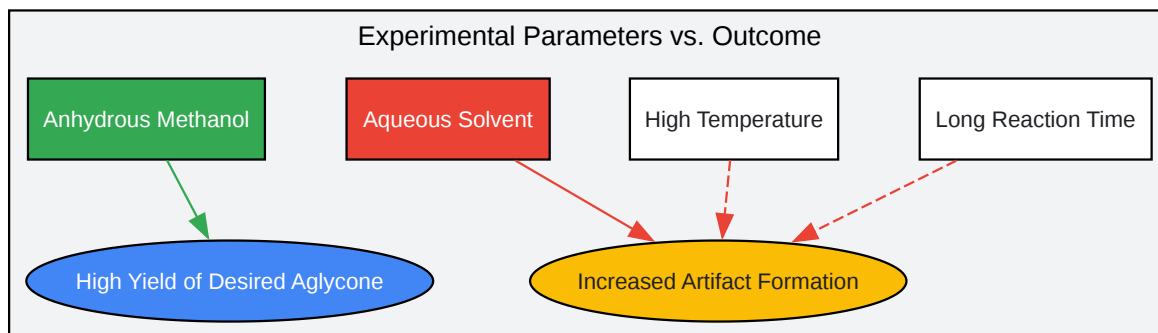 Experimental Parameters vs. Outcome
Anhydrous Methanol
Aqueous Solvent
High Temperature
Long Reaction Time
High Yield of Desired Aglycone
Increased Artifact Formation